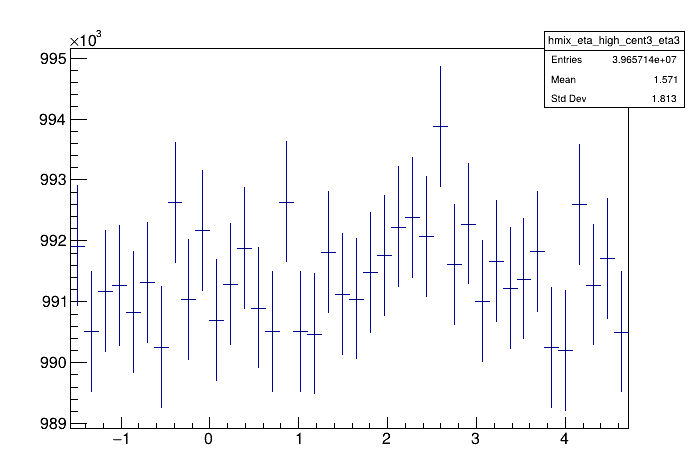 ×10³
hmix_eta_high_cent3_eta3
Entries 3.965714e+07
Mean 1.571
Std Dev 1.813
995
994
993
992
991
990
989
−1 0 1 2 3 4